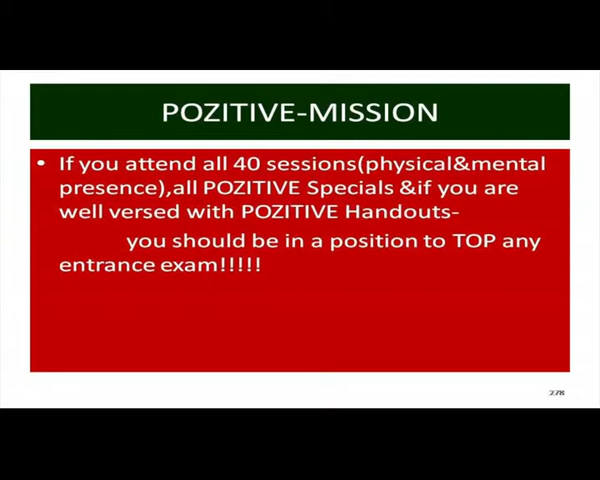 POZITIVE-MISSION
• If you attend all 40 sessions(physical&mental
presence),all POZITIVE Specials &if you are
well versed with POZITIVE Handouts-
you should be in a position to TOP any
entrance exam!!!!!
278